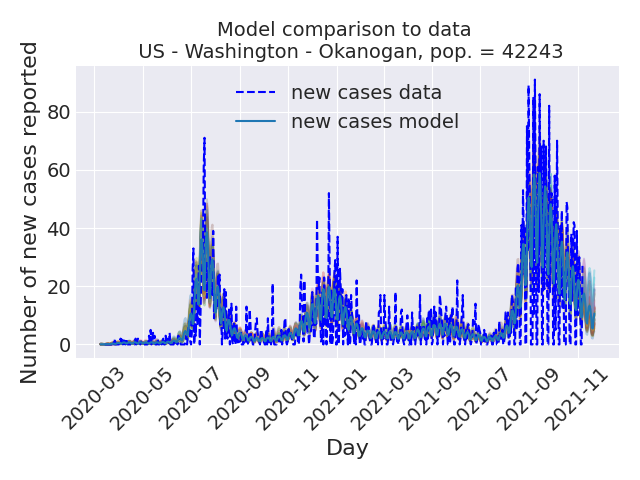 Model comparison to data
US - Washington - Okanogan, pop. = 42243
Number of new cases reported
80
60
40
20
0
new cases data
new cases model
2020-03
2020-05
2020-07
2020-09
2020-11
2021-01
2021-03
2021-05
2021-07
2021-09
2021-11
Day